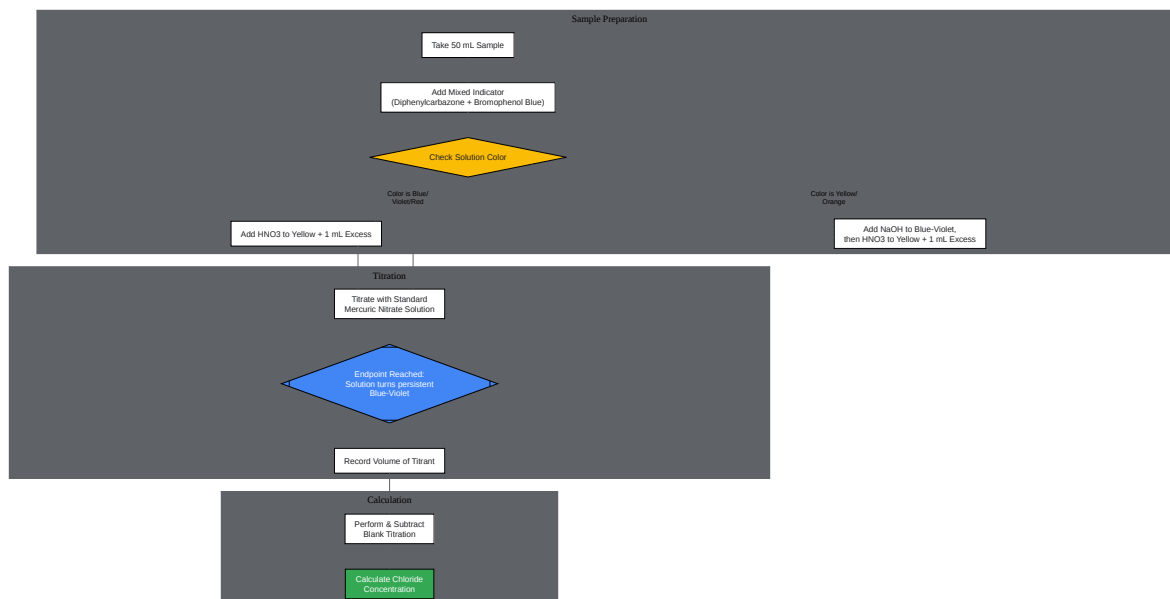 Sample Preparation
Take 50 mL Sample
Add Mixed Indicator
(Diphenylcarbazone + Bromophenol Blue)
Check Solution Color
Color is Blue/
Violet/Red
Color is Yellow/
Orange
Add HNO3 to Yellow + 1 mL Excess
Add NaOH to Blue-Violet,
then HNO3 to Yellow + 1 mL Excess
Titration
Titrate with Standard
Mercuric Nitrate Solution
Endpoint Reached:
Solution turns persistent
Blue-Violet
Record Volume of Titrant
Calculation
Perform & Subtract
Blank Titration
Calculate Chloride
Concentration